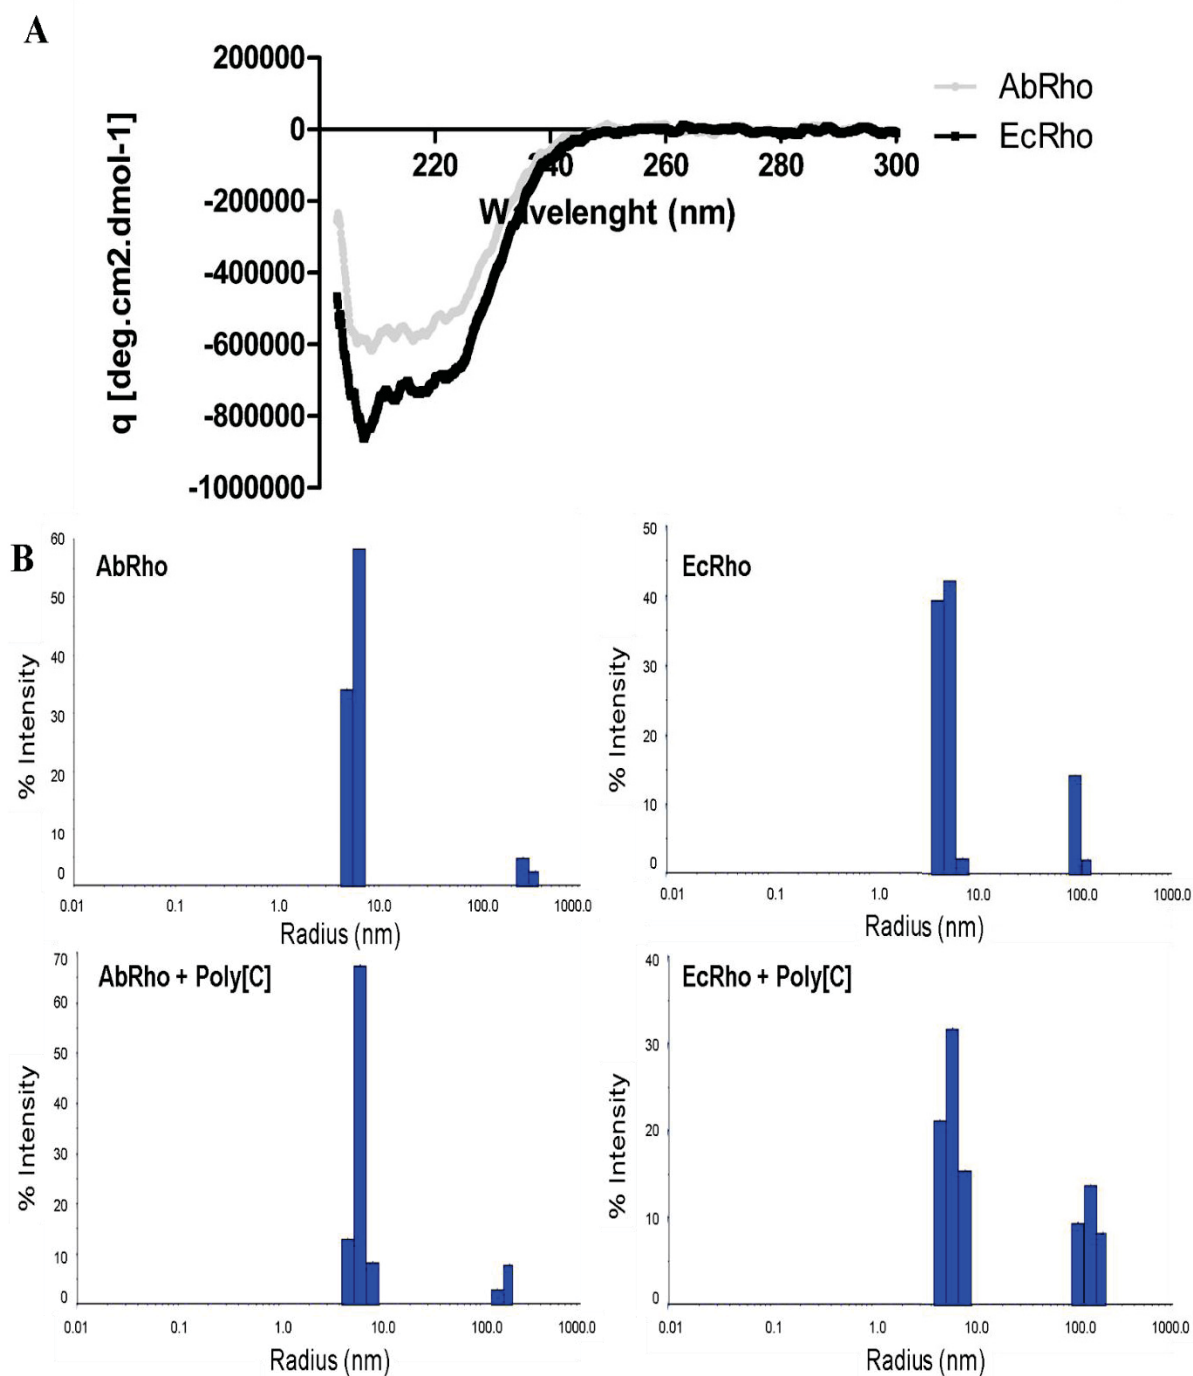 A
200000
0
-200000
-400000
-600000
-800000
-1000000
q [deg.cm2.dmol-1]
220 240 260 280 300
Wavelenght (nm)
AbRho
EcRho
B
AbRho
60
50
40
30
20
10
0
% Intensity
0.01 0.1 1.0 10.0 100.0 1000.0
Radius (nm)
EcRho
50
40
30
20
10
0
% Intensity
0.01 0.1 1.0 10.0 100.0 1000.0
Radius (nm)
AbRho + Poly[C]
70
60
50
40
30
20
10
0
% Intensity
0.01 0.1 1.0 10.0 100.0 1000.0
Radius (nm)
EcRho + Poly[C]
40
30
20
10
0
% Intensity
0.01 0.1 1.0 10.0 100.0 1000.0
Radius (nm)